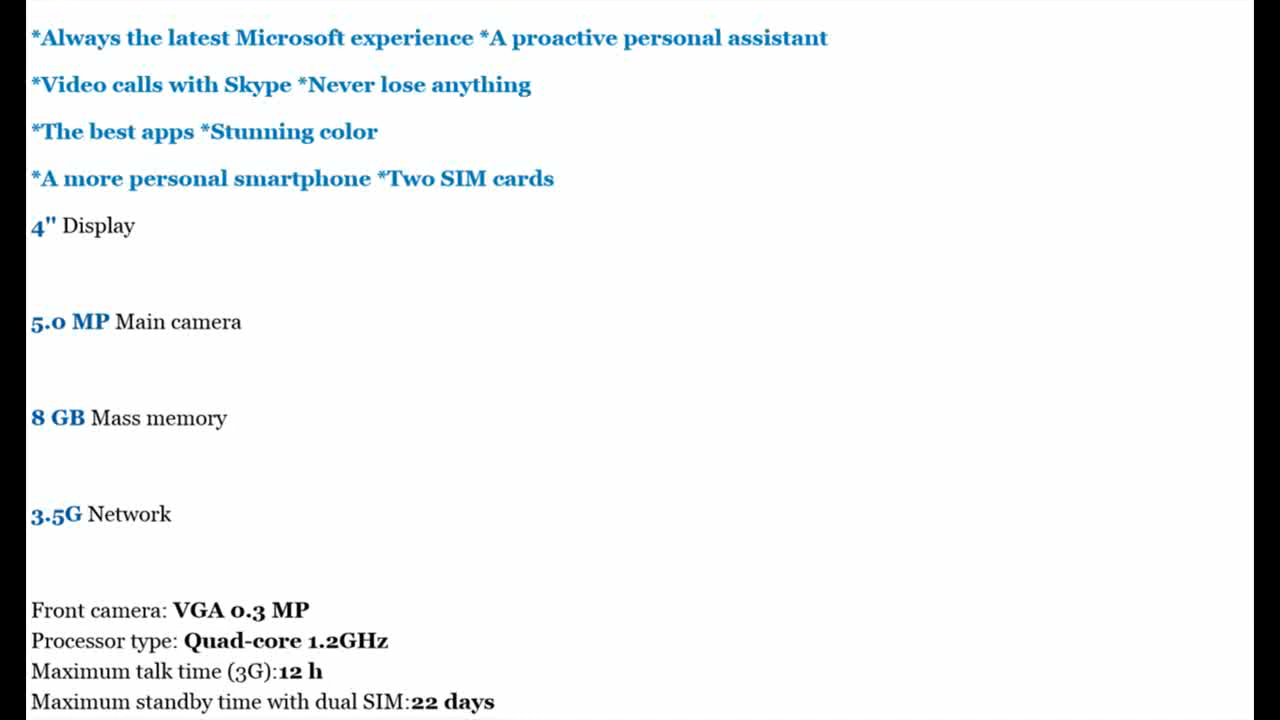 *Always the latest Microsoft experience *A proactive personal assistant
*Video calls with Skype *Never lose anything
*The best apps *Stunning color
*A more personal smartphone *Two SIM cards
4" Display
5.0 MP Main camera
8 GB Mass memory
3.5G Network
Front camera: VGA 0.3 MP
Processor type: Quad-core 1.2GHz
Maximum talk time (3G):12 h
Maximum standby time with dual SIM:22 days